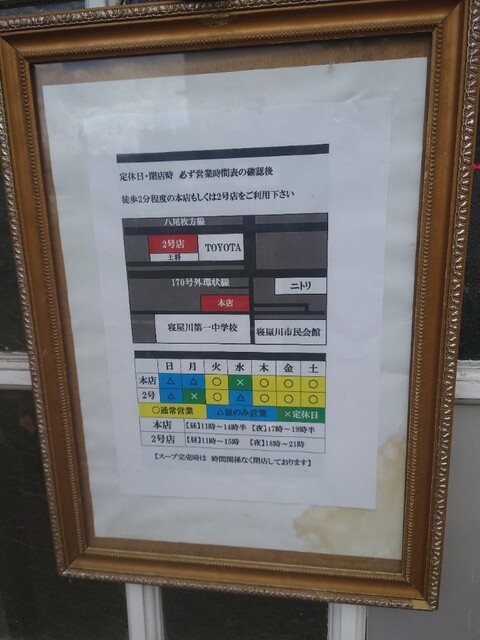 定休日・閉店時 必ず営業時間表の確認後
徒歩2分程度の本店もしくは2号店をご利用下さい
八尾枚方線
2号店 TOYOTA
王将
170号外環状線 ニトリ
本店
寝屋川第一中学校 寝屋川市民会館
日 月 火 水 木 金 土
本店 △ △ ○ × ○ ○ ○
2号 △ × ○ △ ○ ○ ○
○通常営業 △昼のみ営業 ×定休日
本店 【昼】11時～14時半 【夜】17時～19時半
2号店 【昼】11時～15時 【夜】18時～21時
【スープ完売時は 時間関係なく閉店しております】